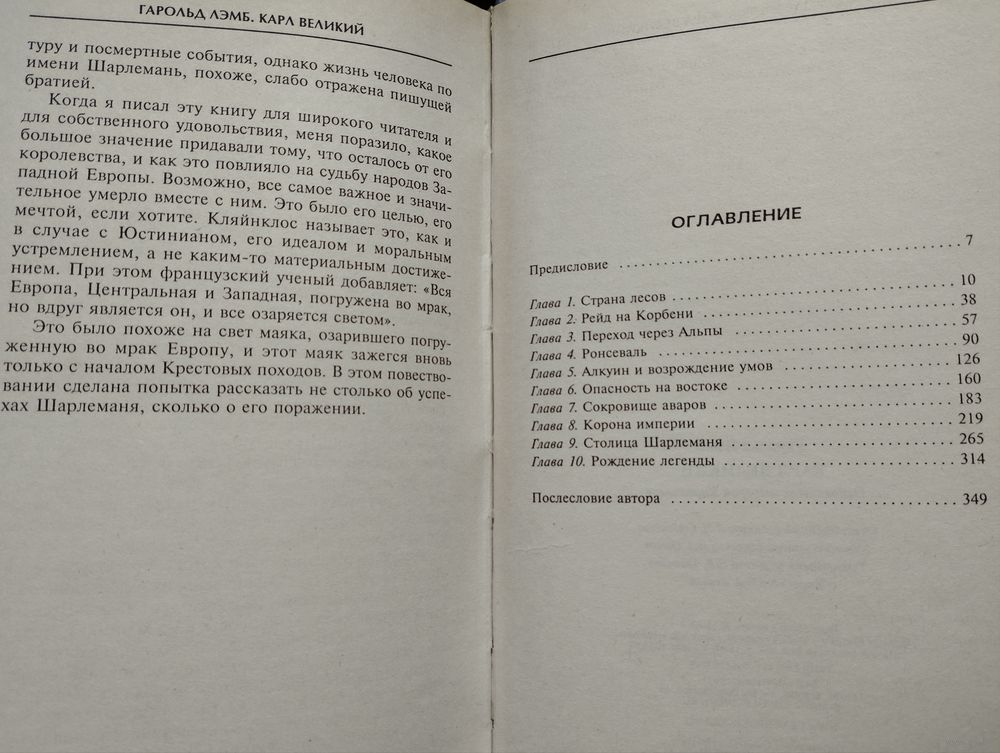 ГАРОЛЬД ЛЭМБ. КАРЛ ВЕЛИКИЙ
туру и посмертные события, однако жизнь человека по
имени Шарлемань, похоже, слабо отражена пишущей
братией.
Когда я писал эту книгу для широкого читателя и
для собственного удовольствия, меня поразило, какое
большое значение придавали тому, что осталось от его
королевства, и как это повлияло на судьбу народов За-
падной Европы. Возможно, все самое важное и значи-
тельное умерло вместе с ним. Это было его целью, его
мечтой, если хотите. Кляйнклос называет это, как и
в случае с Юстинианом, его идеалом и моральным
устремлением, а не каким-то материальным достиже-
нием. При этом французский ученый добавляет: «Вся
Европа, Центральная и Западная, погружена во мрак,
но вдруг является он, и все озаряется светом».
Это было похоже на свет маяка, озарившего погру-
женную во мрак Европу, и этот маяк зажегся вновь
только с началом Крестовых походов. В этом повество-
вании сделана попытка рассказать не столько об успе-
хах Шарлеманя, сколько о его поражении.
ОГЛАВЛЕНИЕ
Предисловие 7
Глава 1. Страна лесов 10
Глава 2. Рейд на Корбени 38
Глава 3. Переход через Альпы 57
Глава 4. Ронсеваль 90
Глава 5. Алкуин и возрождение умов 126
Глава 6. Опасность на востоке 160
Глава 7. Сокровище аваров 183
Глава 8. Корона империи 219
Глава 9. Столица Шарлеманя 265
Глава 10. Рождение легенды 314
Послесловие автора 349